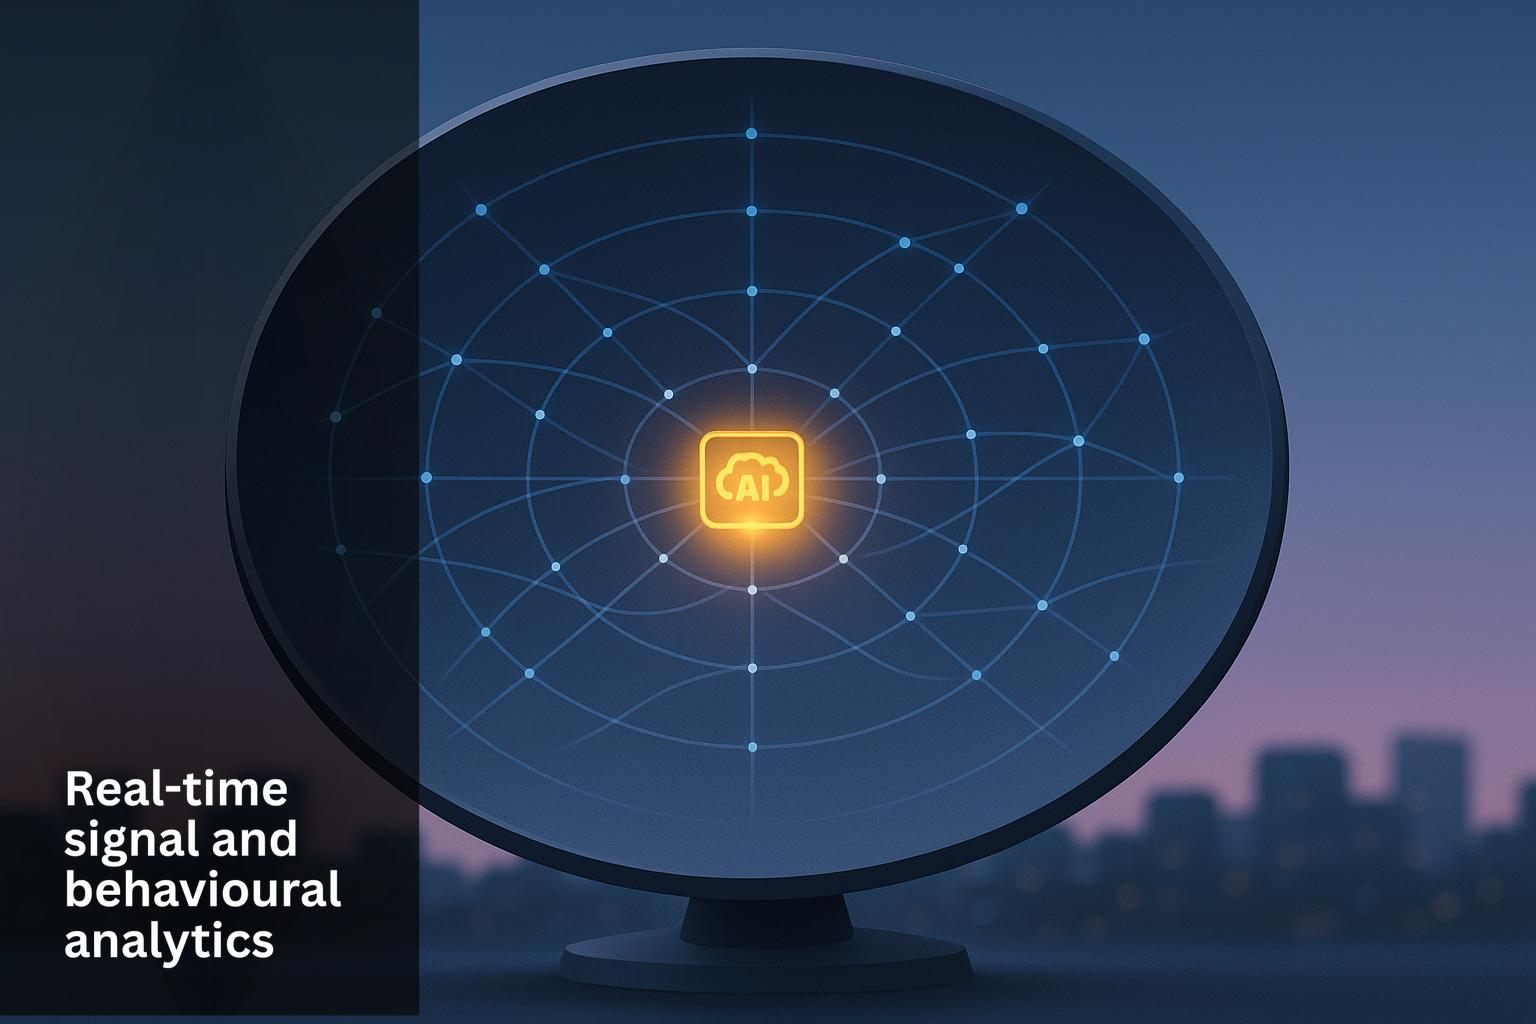 AI
Real-time
signal and
behavioural
analytics